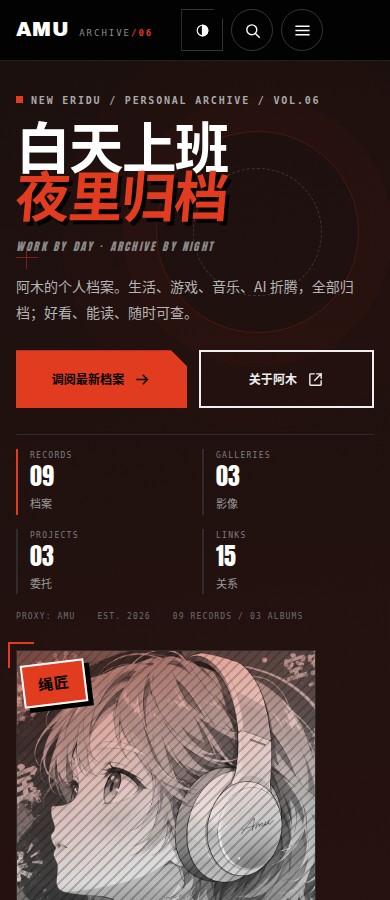 AMU ARCHIVE/06
NEW ERIDU / PERSONAL ARCHIVE / VOL.06
白天上班
夜里归档
WORK BY DAY · ARCHIVE BY NIGHT
阿木的个人档案。生活、游戏、音乐、AI 折腾，全部归
档；好看、能读、随时可查。
调阅最新档案 →
关于阿木
RECORDS
09
档案
GALLERIES
03
影像
PROJECTS
03
委托
LINKS
15
关系
PROXY: AMU EST. 2026 09 RECORDS / 03 ALBUMS
绳匠
Amu